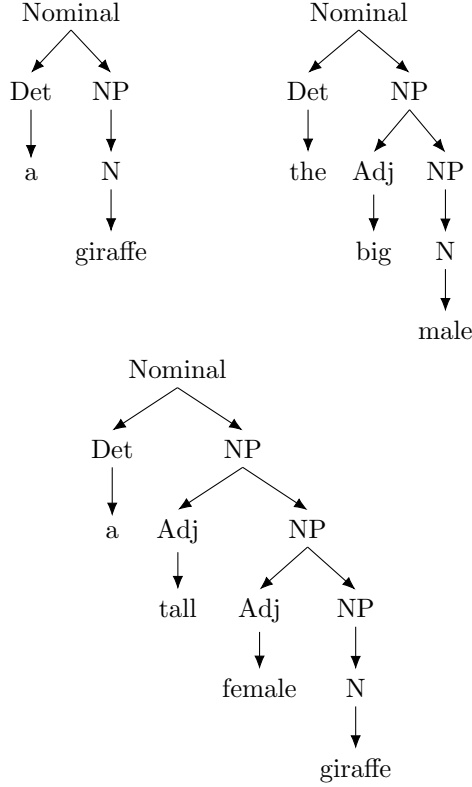 Nominal Nominal
Det NP Det NP
a N the Adj NP
giraffe big N
male
Nominal
Det NP
a Adj NP
tall Adj NP
female N
giraffe